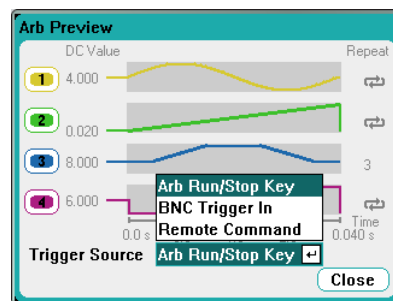 Arb Preview
DC Value Repeat
1 4.000
2 0.020
3 8.000 3
4 6.000
Arb Run/Stop Key
BNC Trigger In
Remote Command
Time
0.0 s 0.040 s
Trigger Source Arb Run/Stop Key
Close